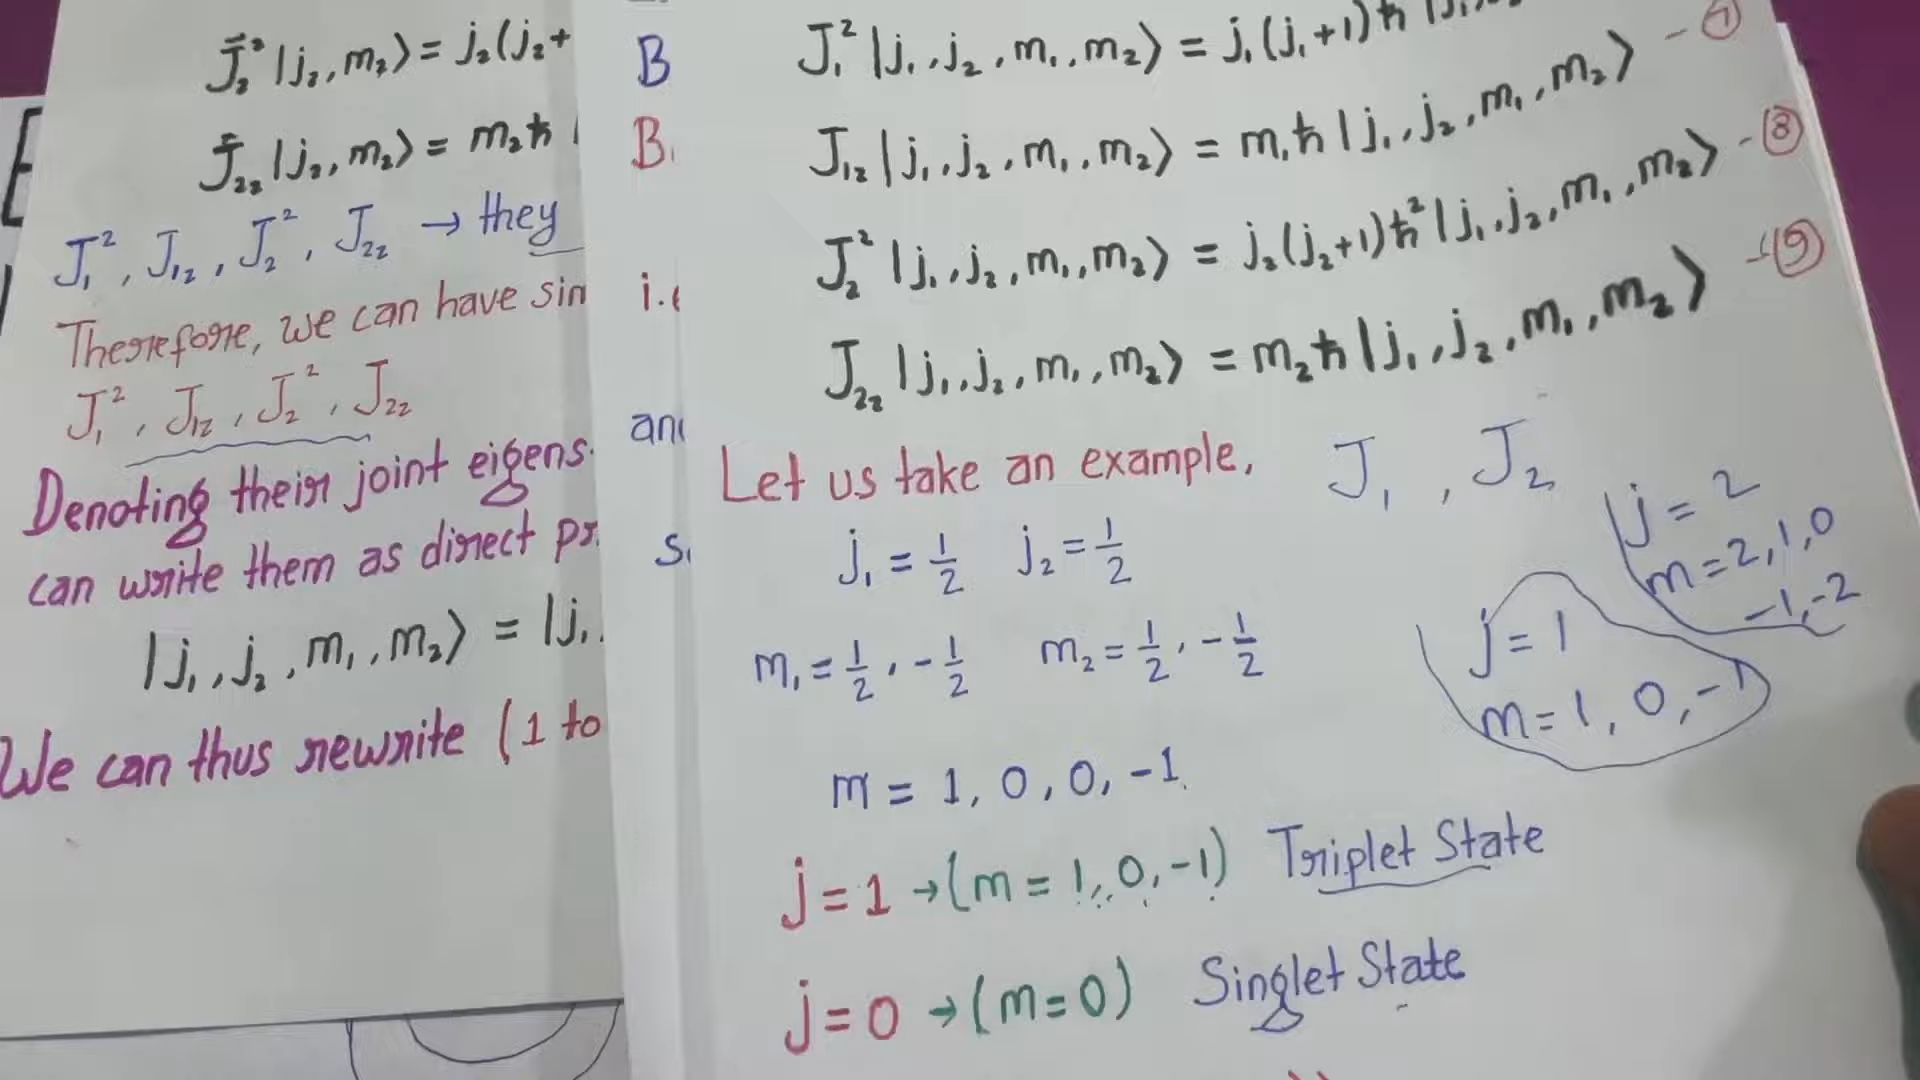 J₂² |j₂, m₂⟩ = j₂(j₂+
J₂z |j₂, m₂⟩ = m₂ħ |
J₁², J₁z, J₂², J₂z → they
Therefore, we can have sim
J₁², J₁z, J₂², J₂z
Denoting their joint eigens
can write them as direct pr
|j₁, j₂, m₁, m₂⟩ = |j₁,
We can thus rewrite (1 to
B
B
i.e
and
S
J₁² |j₁, j₂, m₁, m₂⟩ = j₁(j₁+1)ħ |j₁, - ⑦
J₁z |j₁, j₂, m₁, m₂⟩ = m₁ħ |j₁, j₂, m₁, m₂⟩ - ⑧
J₂² |j₁, j₂, m₁, m₂⟩ = j₂(j₂+1)ħ² |j₁, j₂, m₁, m₂⟩ - ⑨
J₂z |j₁, j₂, m₁, m₂⟩ = m₂ħ |j₁, j₂, m₁, m₂⟩
Let us take an example,
J₁, J₂
j₁ = 1/2 j₂ = 1/2
m₁ = 1/2, -1/2 m₂ = 1/2, -1/2
j = 2
m = 2, 1, 0
-1, -2
j = 1
m = 1, 0, -1
m = 1, 0, 0, -1
j = 1 → (m = 1, 0, -1) Triplet State
j = 0 → (m = 0) Singlet State